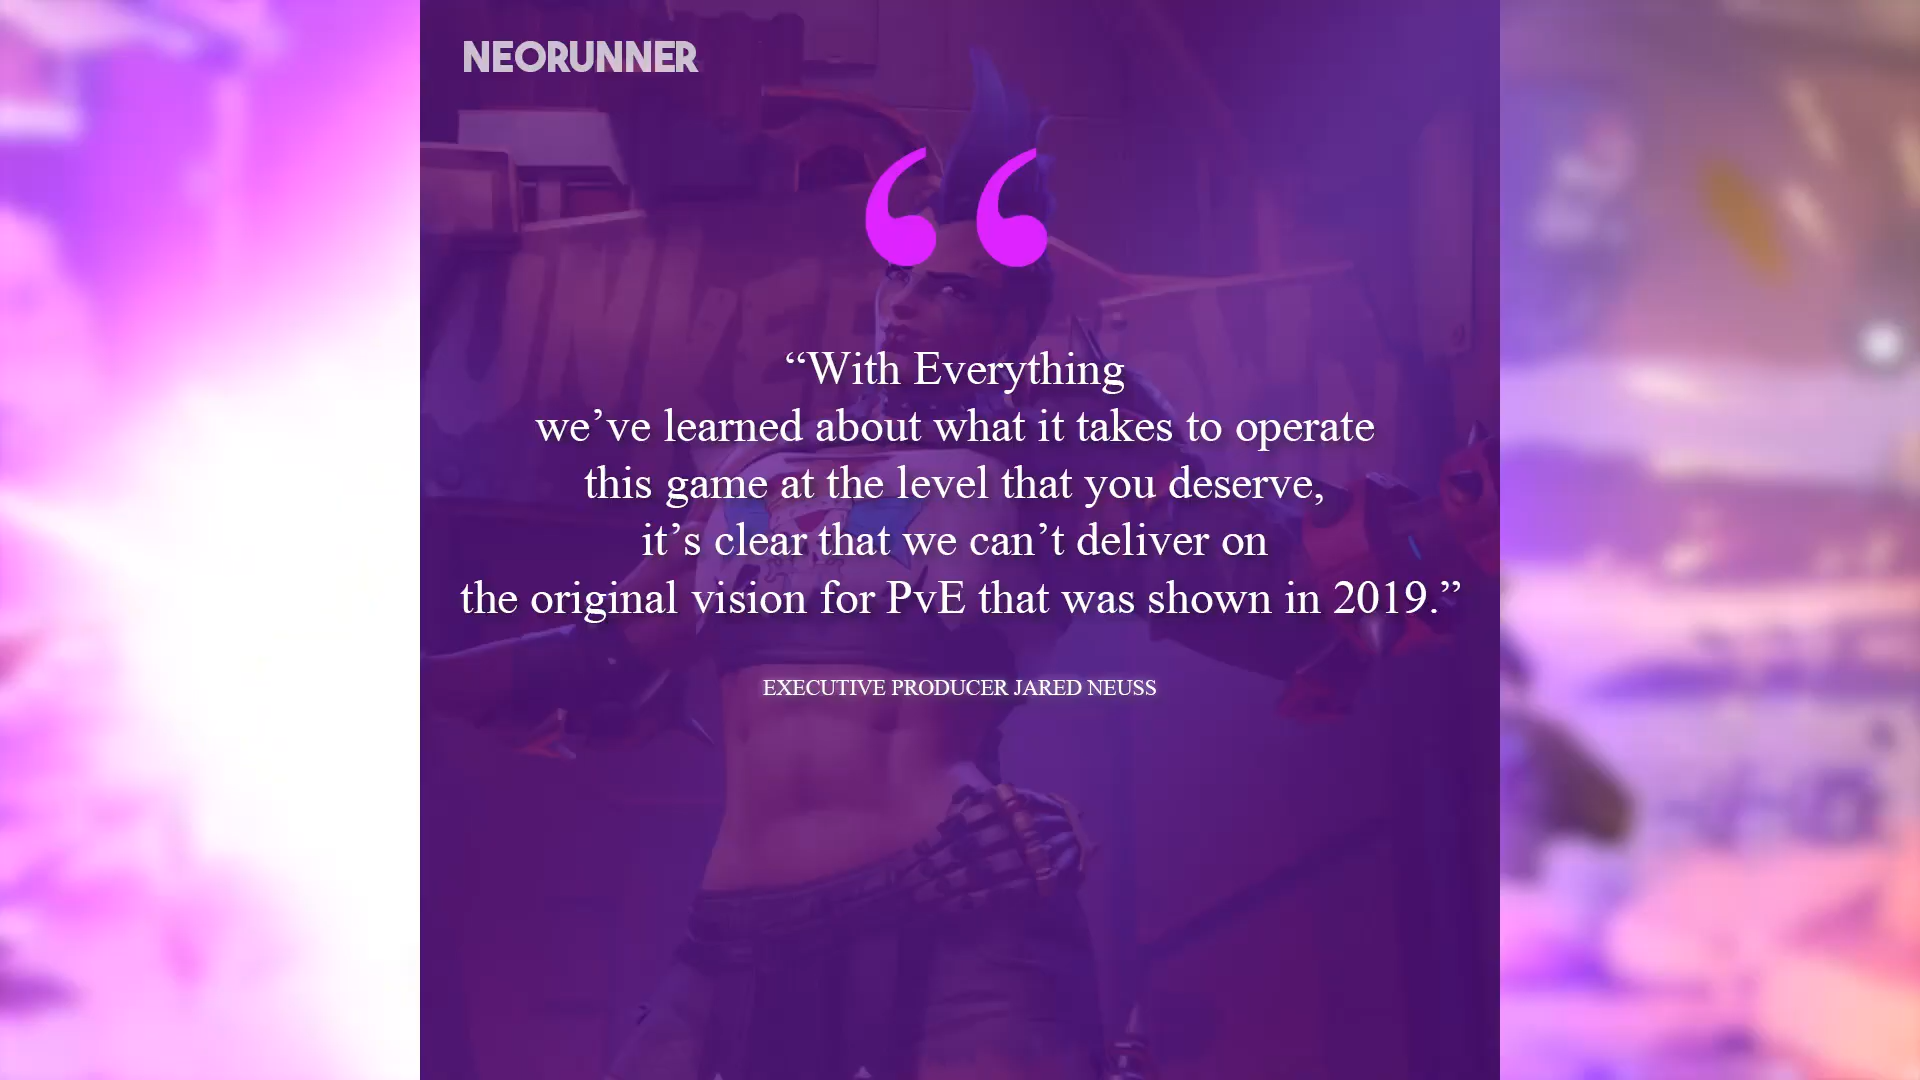 NEORUNNER
“With Everything
we’ve learned about what it takes to operate
this game at the level that you deserve,
it’s clear that we can’t deliver on
the original vision for PvE that was shown in 2019.”
EXECUTIVE PRODUCER JARED NEUSS